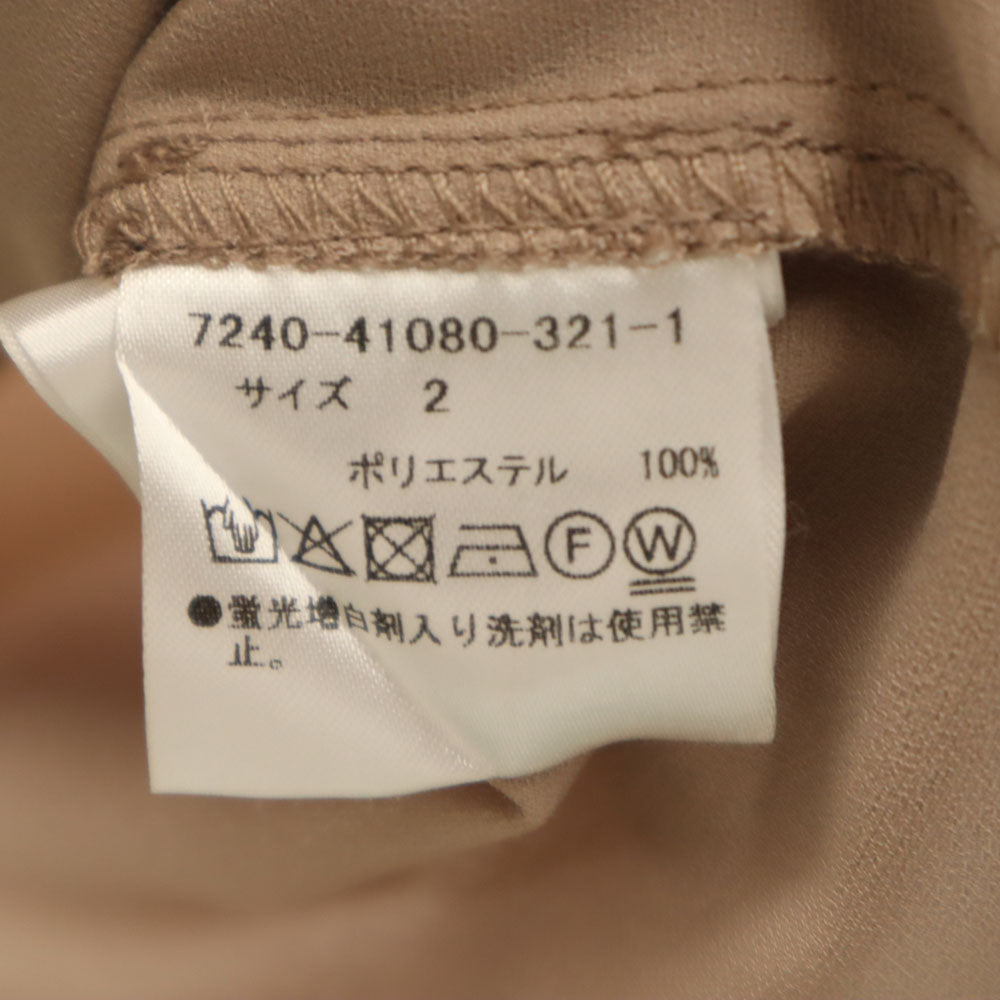 7240-41080-321-1
サイズ 2
ポリエステル 100%
F W
●蛍光増白剤入り洗剤は使用禁
止。